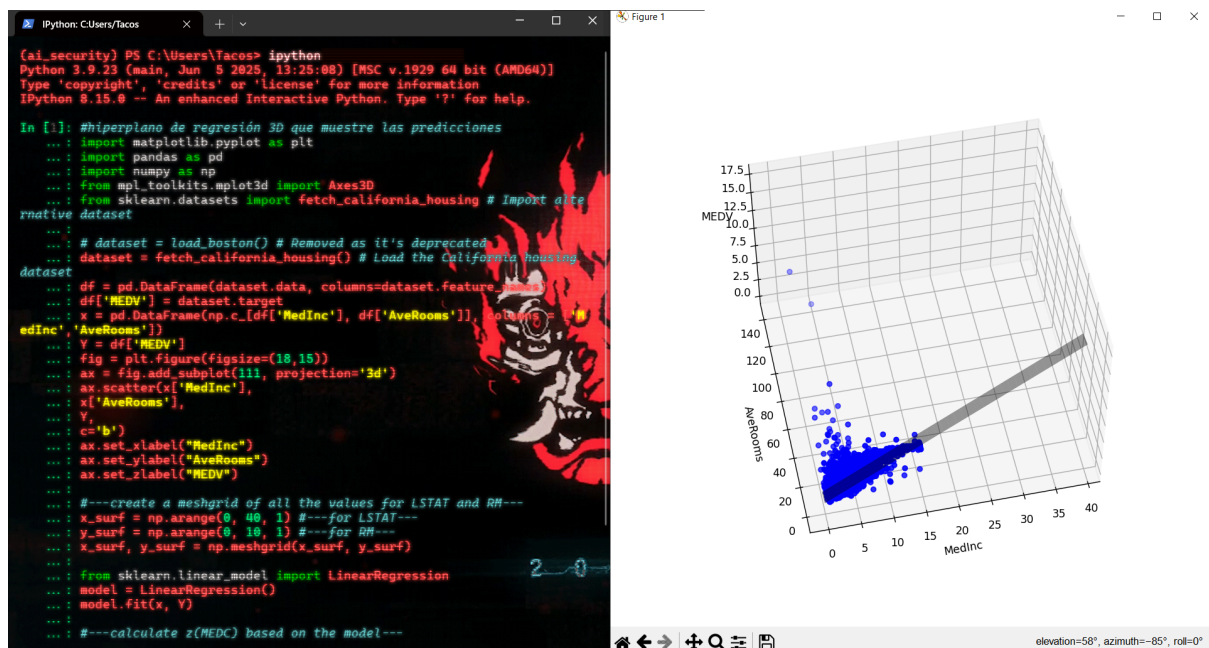 IPython: C:Users/Tacos
(ai_security) PS C:\Users\Tacos> ipython
Python 3.9.23 (main, Jun  5 2025, 13:25:08) [MSC v.1929 64 bit (AMD64)]
Type 'copyright', 'credits' or 'license' for more information
IPython 8.15.0 -- An enhanced Interactive Python. Type '?' for help.
In [1]: #hiperplano de regresión 3D que muestre las predicciones
   ...: import matplotlib.pyplot as plt
   ...: import pandas as pd
   ...: import numpy as np
   ...: from mpl_toolkits.mplot3d import Axes3D
   ...: from sklearn.datasets import fetch_california_housing # Import alte
rnative dataset
   ...:
   ...: # dataset = load_boston() # Removed as it's deprecated
   ...: dataset = fetch_california_housing() # Load the California housing
dataset
   ...: df = pd.DataFrame(dataset.data, columns=dataset.feature_names)
   ...: df['MEDV'] = dataset.target
   ...: x = pd.DataFrame(np.c_[df['MedInc'], df['AveRooms']], columns = ['M
edInc','AveRooms'])
   ...: Y = df['MEDV']
   ...: fig = plt.figure(figsize=(18,15))
   ...: ax = fig.add_subplot(111, projection='3d')
   ...: ax.scatter(x['MedInc'],
   ...: x['AveRooms'],
   ...: Y,
   ...: c='b')
   ...: ax.set_xlabel("MedInc")
   ...: ax.set_ylabel("AveRooms")
   ...: ax.set_zlabel("MEDV")
   ...:
   ...: #---create a meshgrid of all the values for LSTAT and RM---
   ...: x_surf = np.arange(0, 40, 1) #---for LSTAT---
   ...: y_surf = np.arange(0, 10, 1) #---for RM---
   ...: x_surf, y_surf = np.meshgrid(x_surf, y_surf)
   ...:
   ...: from sklearn.linear_model import LinearRegression
   ...: model = LinearRegression()
   ...: model.fit(x, Y)
   ...:
   ...: #---calculate z(MEDC) based on the model---
Figure 1
17.5
15.0
12.5
MEDV
10.0
7.5
5.0
2.5
0.0
140
120
100
80
60
40
20
0
AveRooms
0 5 10 15 20 25 30 35 40
MedInc
elevation=58°, azimuth=−85°, roll=0°